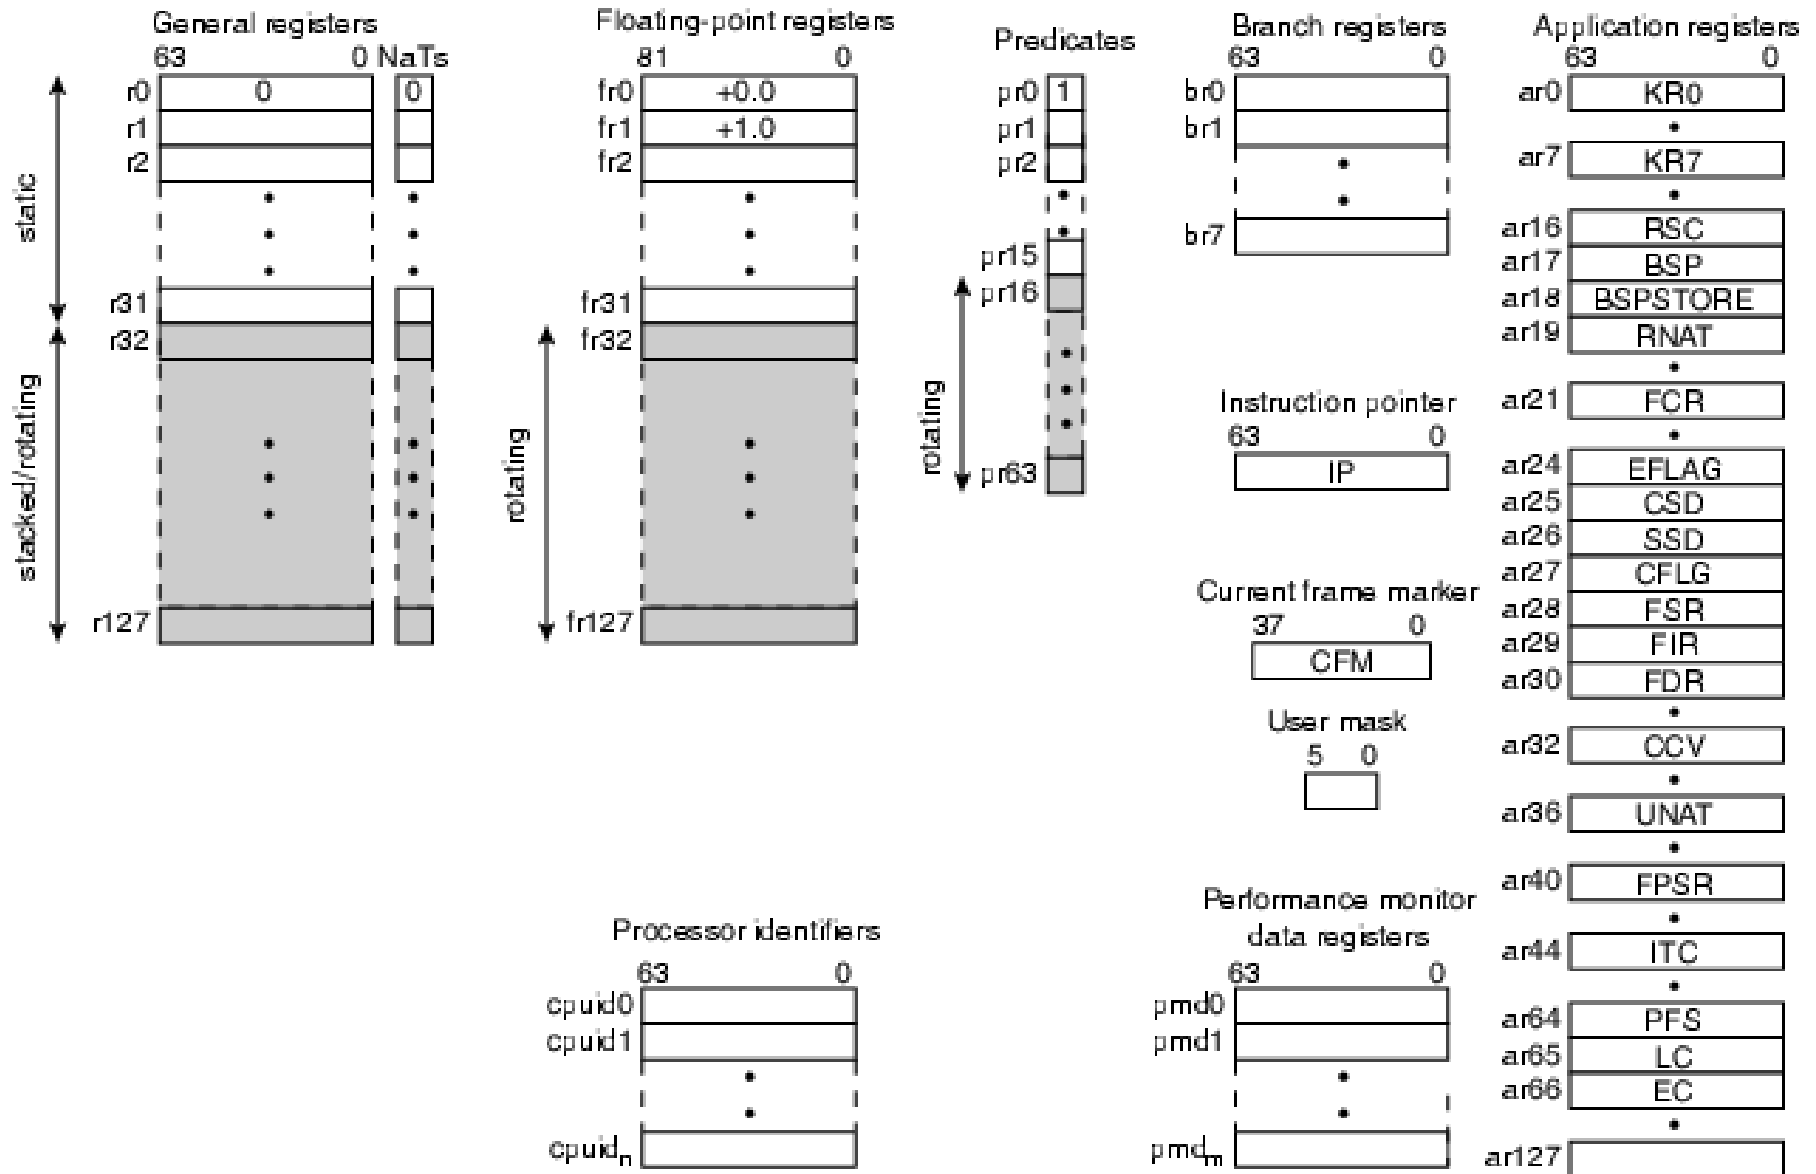 General registers
63 0 NaTs
r0 0 0
r1
r2
r31
r32
r127
static
stacked/rotating
Floating-point registers
81 0
fr0 +0.0
fr1 +1.0
fr2
fr31
fr32
fr127
rotating
Predicates
pr0 1
pr1
pr2
pr15
pr16
pr63
rotating
Branch registers
63 0
br0
br1
br7
Instruction pointer
63 0
IP
Current frame marker
37 0
CFM
User mask
5 0
Processor identifiers
63 0
cpuid0
cpuid1
cpuidn
Performance monitor
data registers
63 0
pmd0
pmd1
pmdm
Application registers
63 0
ar0 KR0
ar7 KR7
ar16 RSC
ar17 BSP
ar18 BSPSTORE
ar19 RNAT
ar21 FCR
ar24 EFLAG
ar25 CSD
ar26 SSD
ar27 CFLG
ar28 FSR
ar29 FIR
ar30 FDR
ar32 CCV
ar36 UNAT
ar40 FPSR
ar44 ITC
ar64 PFS
ar65 LC
ar66 EC
ar127